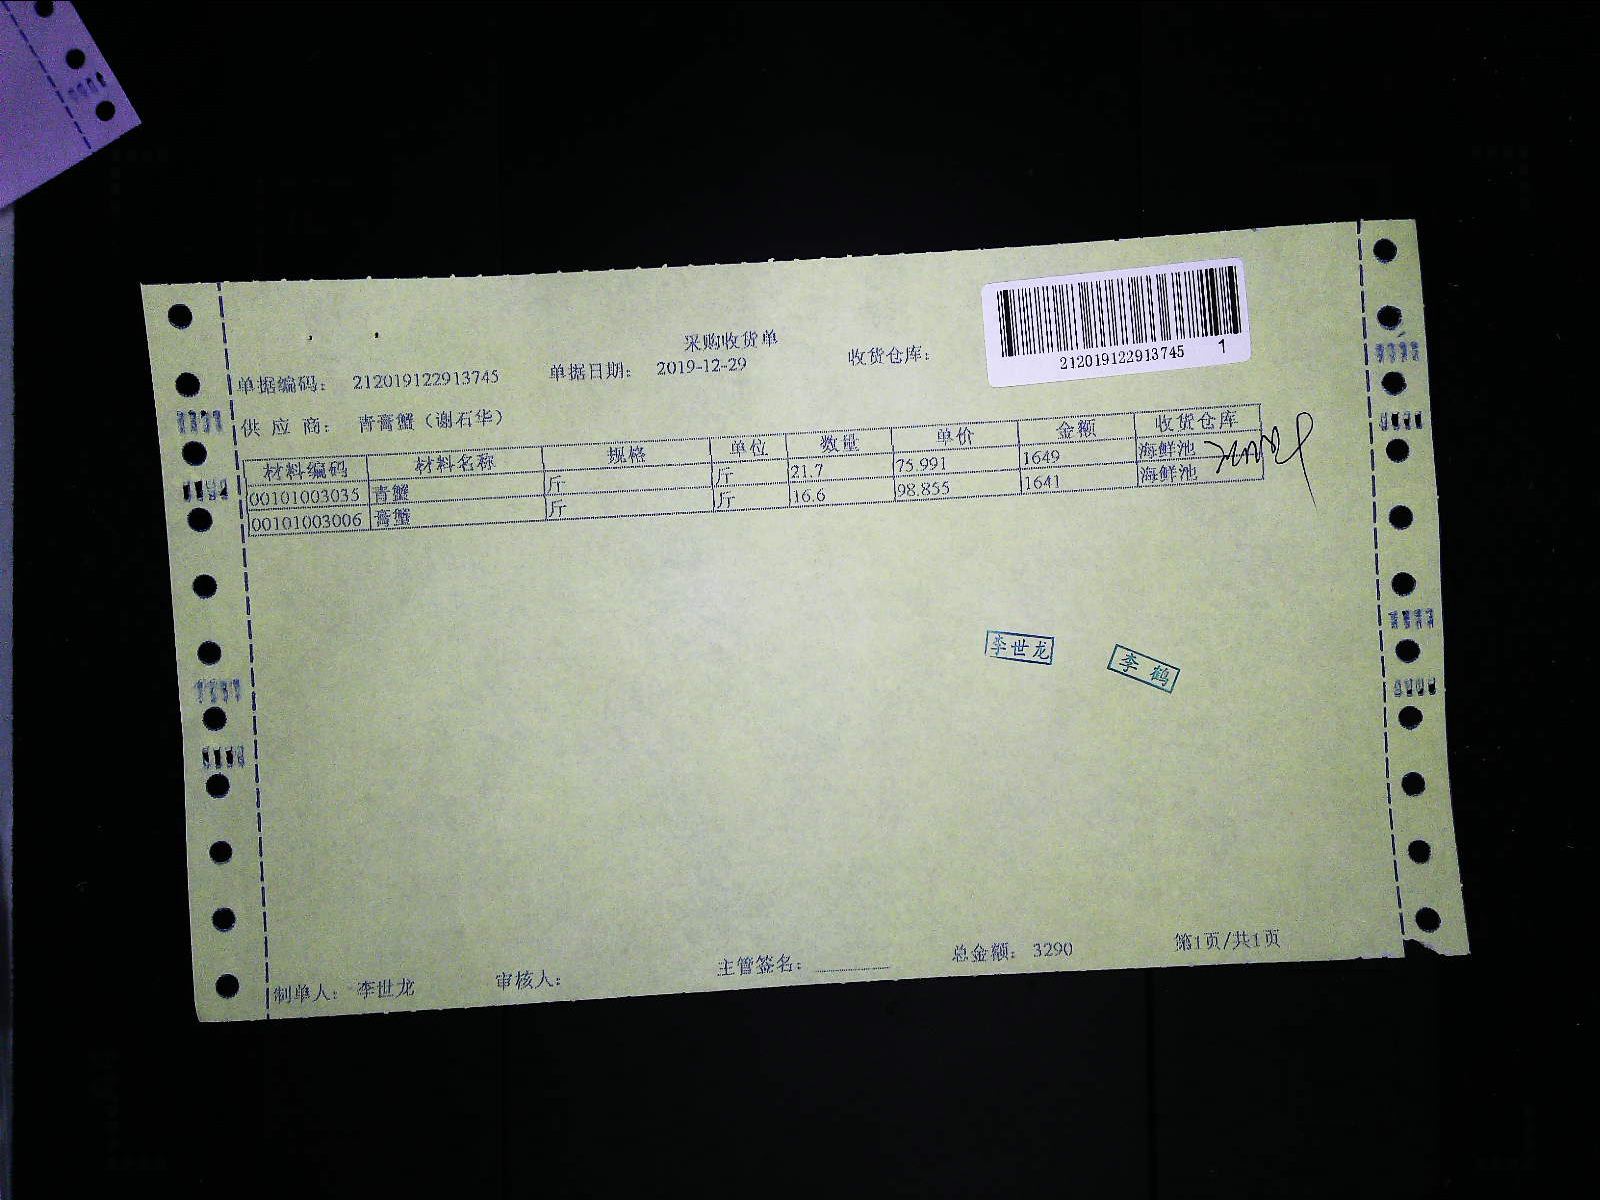 采购收货单
单据编码: 212019122913745 单据日期: 2019-12-29 收货仓库:
212019122913745 1
供 应 商: 青膏蟹（谢石华）
材料编码 材料名称 规格 单位 数量 单价 金额 收货仓库
00101003035 青蟹 斤 斤 21.7 75.991 1649 海鲜池
00101003006 膏蟹 斤 斤 16.6 98.855 1641 海鲜池
李世龙
李 鹤
制单人: 李世龙 审核人: 主管签名: 总金额: 3290 第1页/共1页